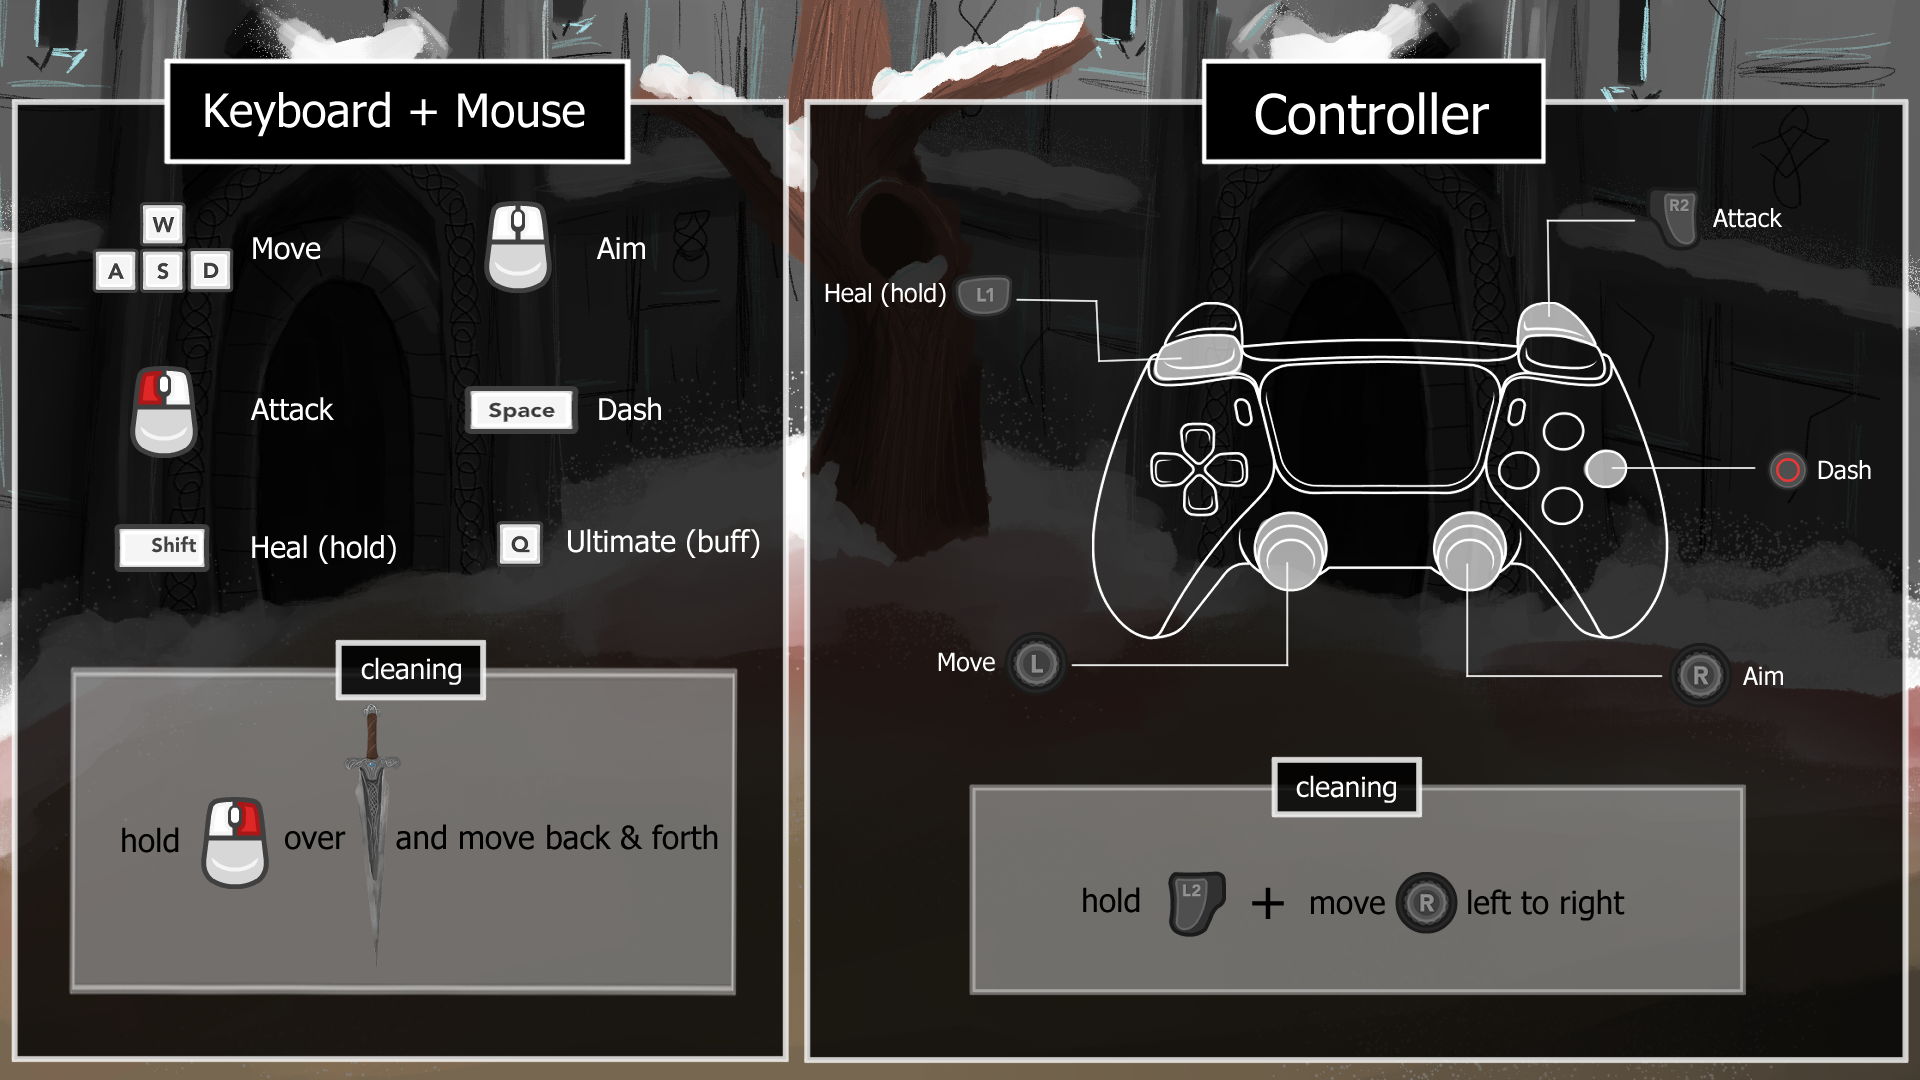 Keyboard + Mouse
W
A S D
Move
Aim
Attack
Space
Dash
Shift
Heal (hold)
Q
Ultimate (buff)
cleaning
hold over and move back & forth
Controller
R2
Attack
Heal (hold)
L1
Dash
Move
L
R
Aim
cleaning
hold L2 + move R left to right